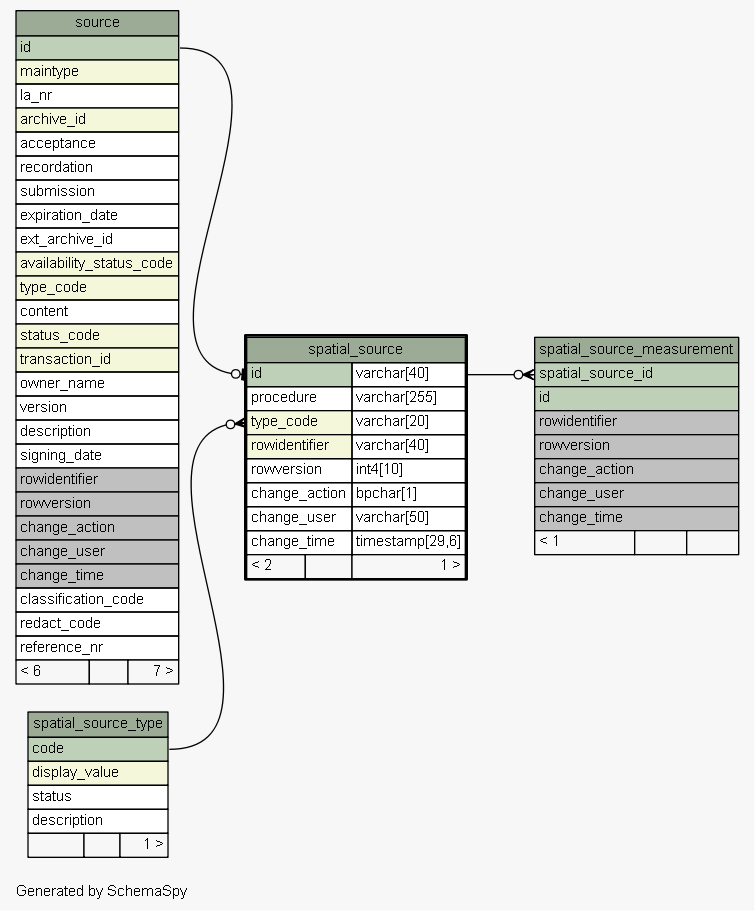 source
id
maintype
la_nr
archive_id
acceptance
recordation
submission
expiration_date
ext_archive_id
availability_status_code
type_code
content
status_code
transaction_id
owner_name
version
description
signing_date
rowidentifier
rowversion
change_action
change_user
change_time
classification_code
redact_code
reference_nr
< 6 7 >
spatial_source
id varchar[40]
procedure varchar[255]
type_code varchar[20]
rowidentifier varchar[40]
rowversion int4[10]
change_action bpchar[1]
change_user varchar[50]
change_time timestamp[29,6]
< 2 1 >
spatial_source_measurement
spatial_source_id
id
rowidentifier
rowversion
change_action
change_user
change_time
< 1
spatial_source_type
code
display_value
status
description
1 >
Generated by SchemaSpy